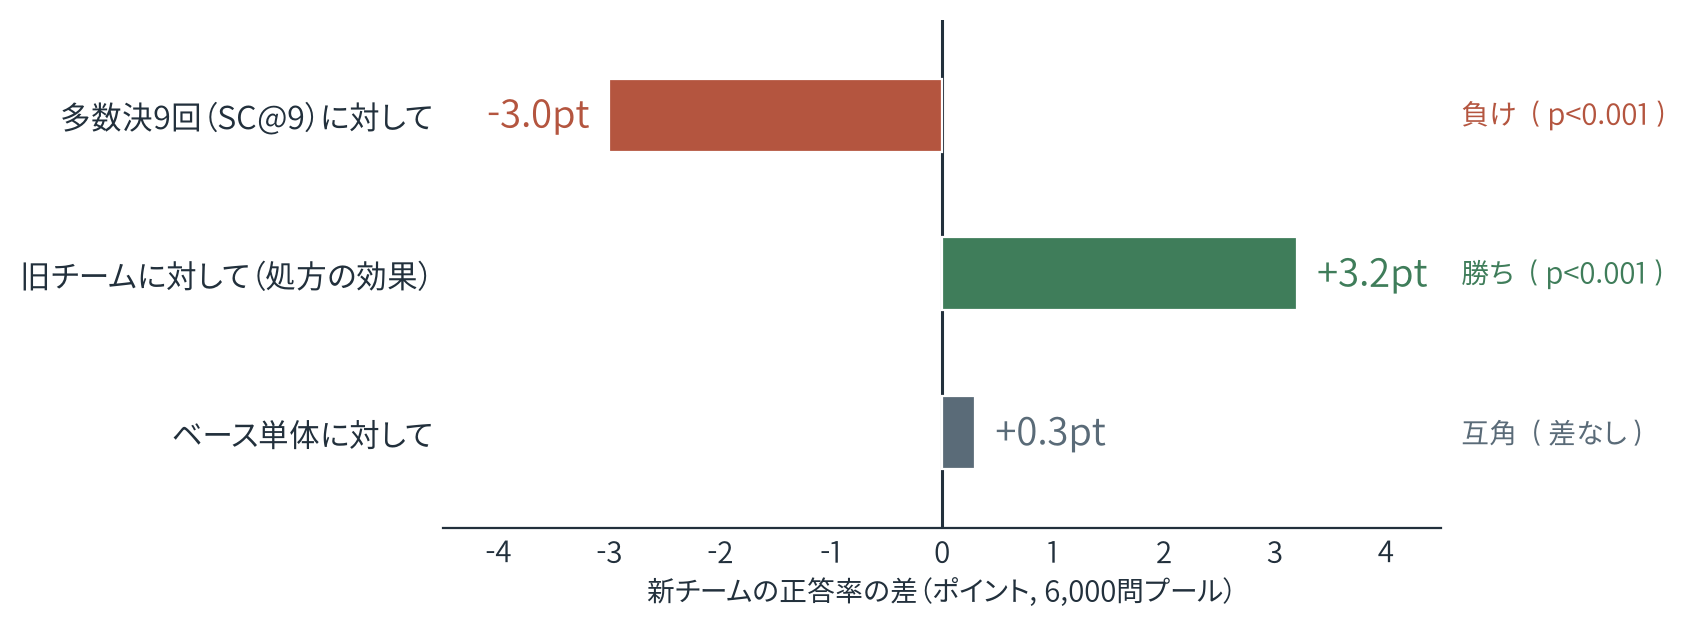 多数決9回（SC@9）に対して -3.0pt 負け（p<0.001）
旧チームに対して（処方の効果） +3.2pt 勝ち（p<0.001）
ベース単体に対して +0.3pt 互角（差なし）
-4 -3 -2 -1 0 1 2 3 4
新チームの正答率の差（ポイント, 6,000問プール）